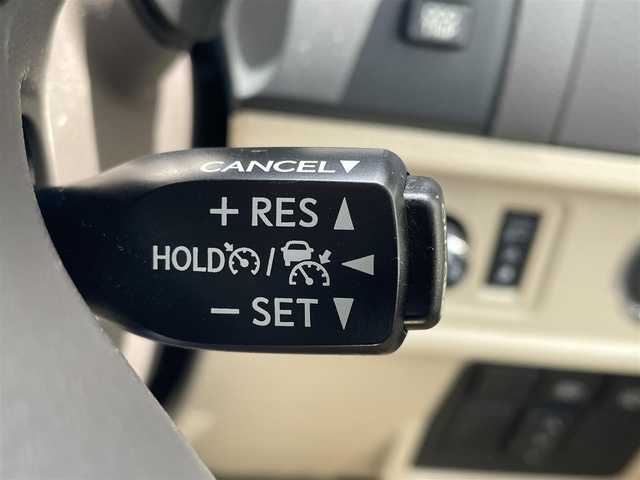 CANCEL▼
+ RES ▲
HOLD / ◀
− SET ▼